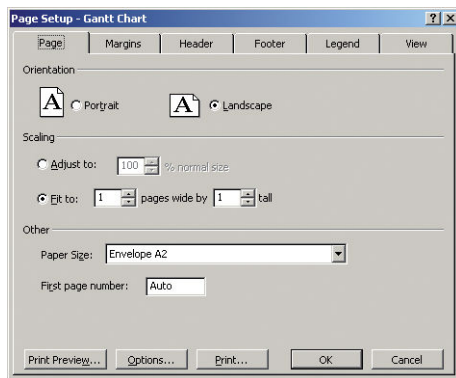 Page Setup - Gantt Chart
Page Margins Header Footer Legend View
Orientation
A Portrait A Landscape
Scaling
Adjust to: 100 % normal size
Fit to: 1 pages wide by 1 tall
Other
Paper Size: Envelope A2
First page number: Auto
Print Preview... Options... Print... OK Cancel